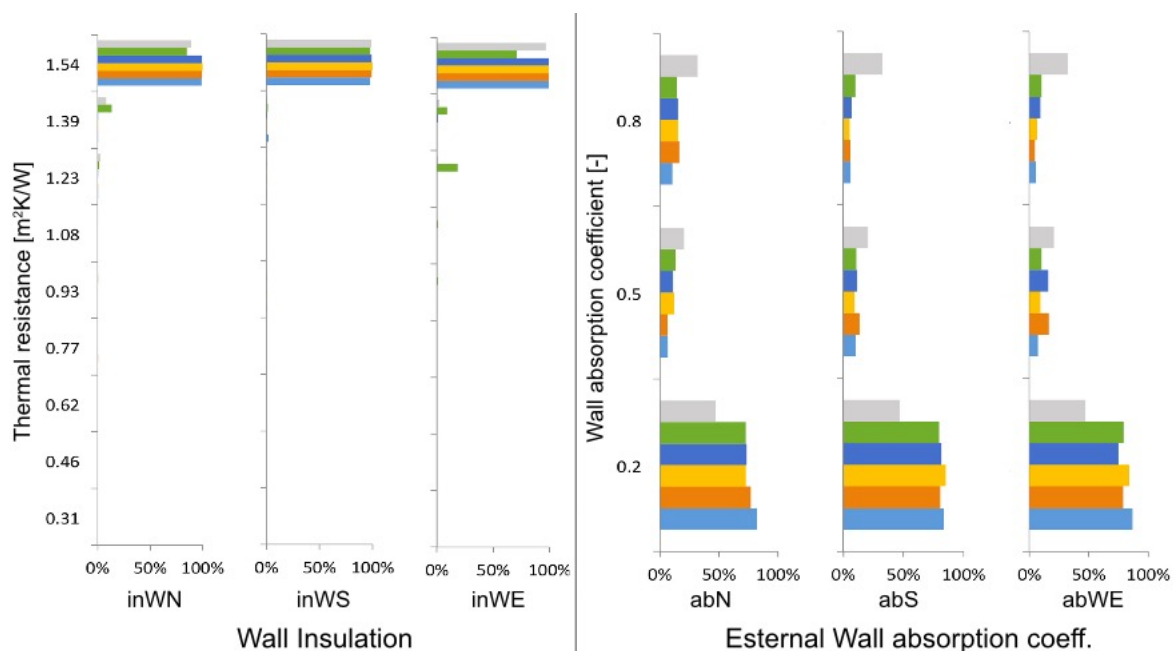 Thermal resistance [m²K/W]
1.54
1.39
1.23
1.08
0.93
0.77
0.62
0.46
0.31
0% 50% 100%
inWN
0% 50% 100%
inWS
0% 50% 100%
inWE
Wall Insulation
Wall absorption coefficient [-]
0.8
0.5
0.2
0% 50% 100%
abN
0% 50% 100%
abS
0% 50% 100%
abWE
Esternal Wall absorption coeff.